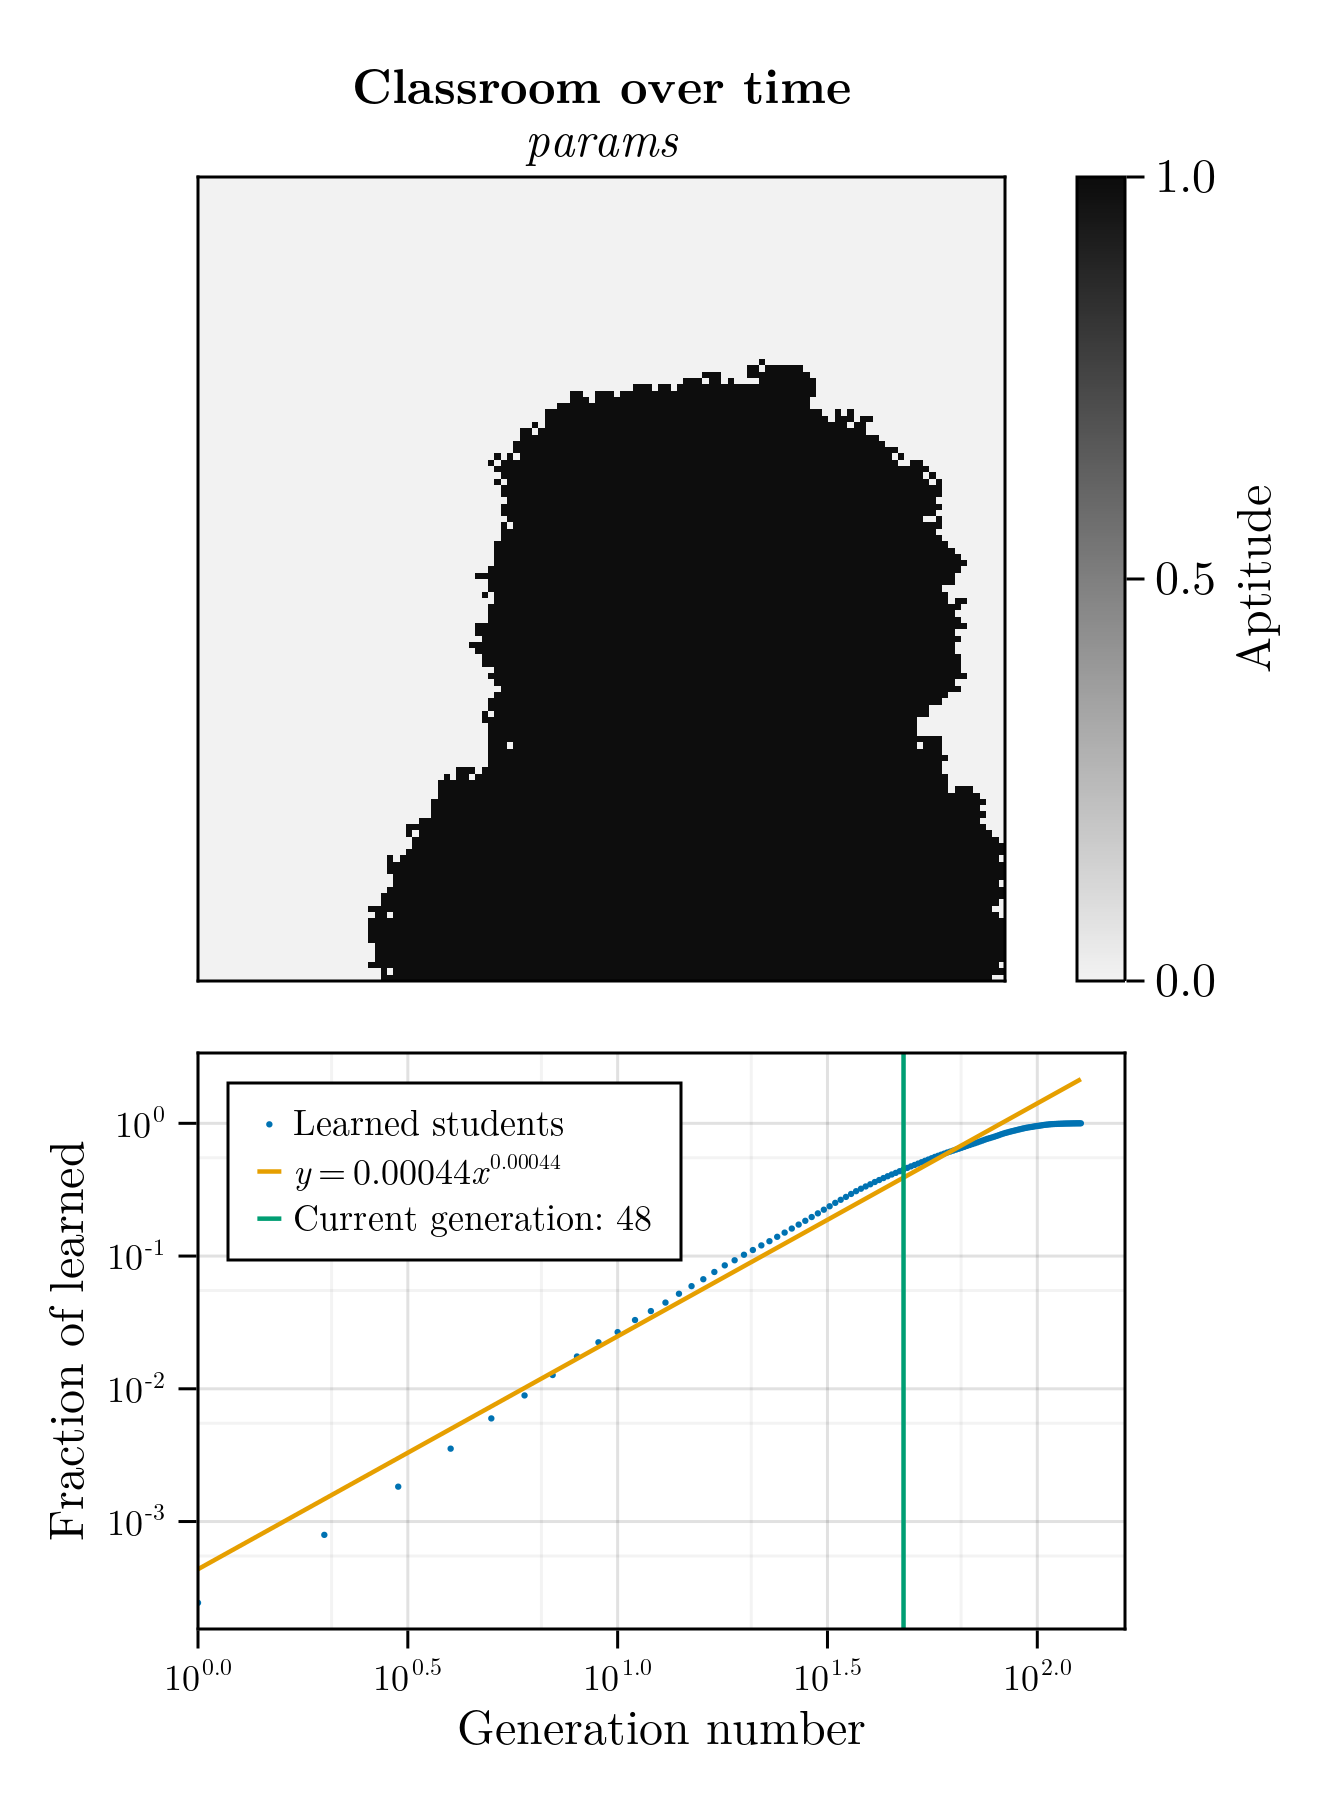 Classroom over time
params
1.0
0.5
0.0
Aptitude
Learned students
y = 0.00044x^0.00044
Current generation: 48
10^0
10^-1
10^-2
10^-3
Fraction of learned
10^0.0 10^0.5 10^1.0 10^1.5 10^2.0
Generation number